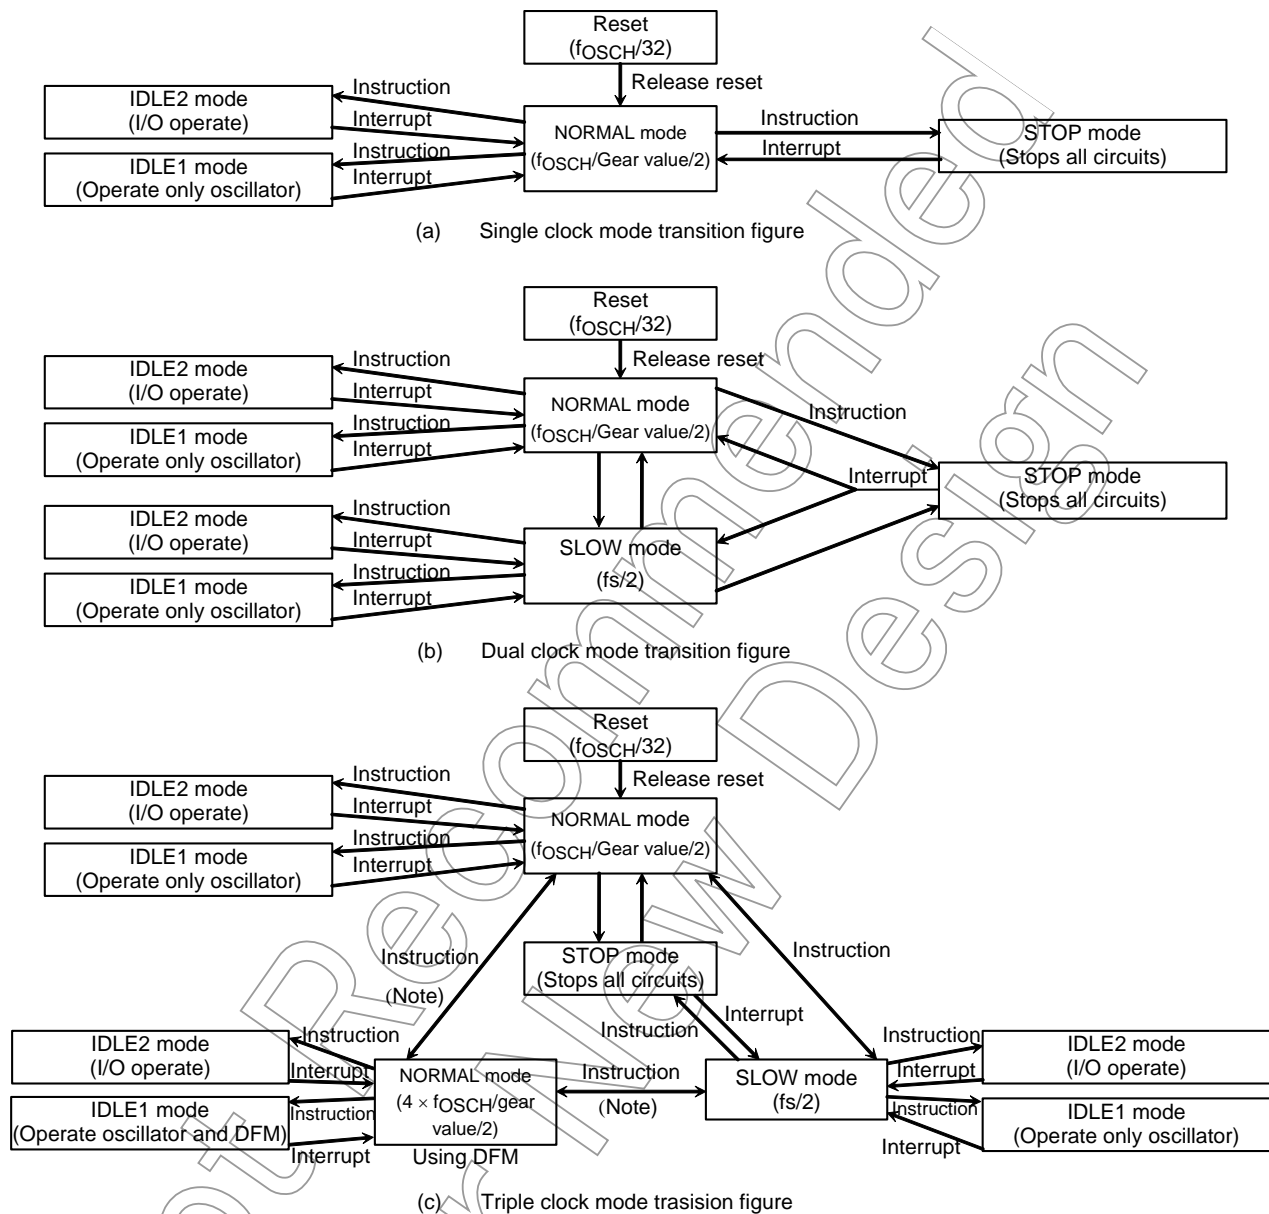 Reset
(fOSCH/32)
Release reset
IDLE2 mode
(I/O operate)
Instruction
Interrupt
IDLE1 mode
(Operate only oscillator)
Instruction
Interrupt
NORMAL mode
(fOSCH/Gear value/2)
Instruction
Interrupt
STOP mode
(Stops all circuits)
(a) Single clock mode transition figure
Reset
(fOSCH/32)
Release reset
IDLE2 mode
(I/O operate)
Instruction
Interrupt
IDLE1 mode
(Operate only oscillator)
Instruction
Interrupt
NORMAL mode
(fOSCH/Gear value/2)
Instruction
Interrupt
STOP mode
(Stops all circuits)
IDLE2 mode
(I/O operate)
Instruction
Interrupt
IDLE1 mode
(Operate only oscillator)
Instruction
Interrupt
SLOW mode
(fs/2)
(b) Dual clock mode transition figure
Reset
(fOSCH/32)
Release reset
IDLE2 mode
(I/O operate)
Instruction
Interrupt
IDLE1 mode
(Operate only oscillator)
Instruction
Interrupt
NORMAL mode
(fOSCH/Gear value/2)
Instruction
(Note)
STOP mode
(Stops all circuits)
Instruction
Interrupt
Instruction
IDLE2 mode
(I/O operate)
Instruction
Interrupt
IDLE1 mode
(Operate oscillator and DFM)
Instruction
Interrupt
NORMAL mode
(4 × fOSCH/gear
value/2)
Using DFM
Instruction
(Note)
SLOW mode
(fs/2)
Instruction
Interrupt
Instruction
Interrupt
IDLE2 mode
(I/O operate)
IDLE1 mode
(Operate only oscillator)
(c) Triple clock mode trasision figure
ot Recommended
r New Design